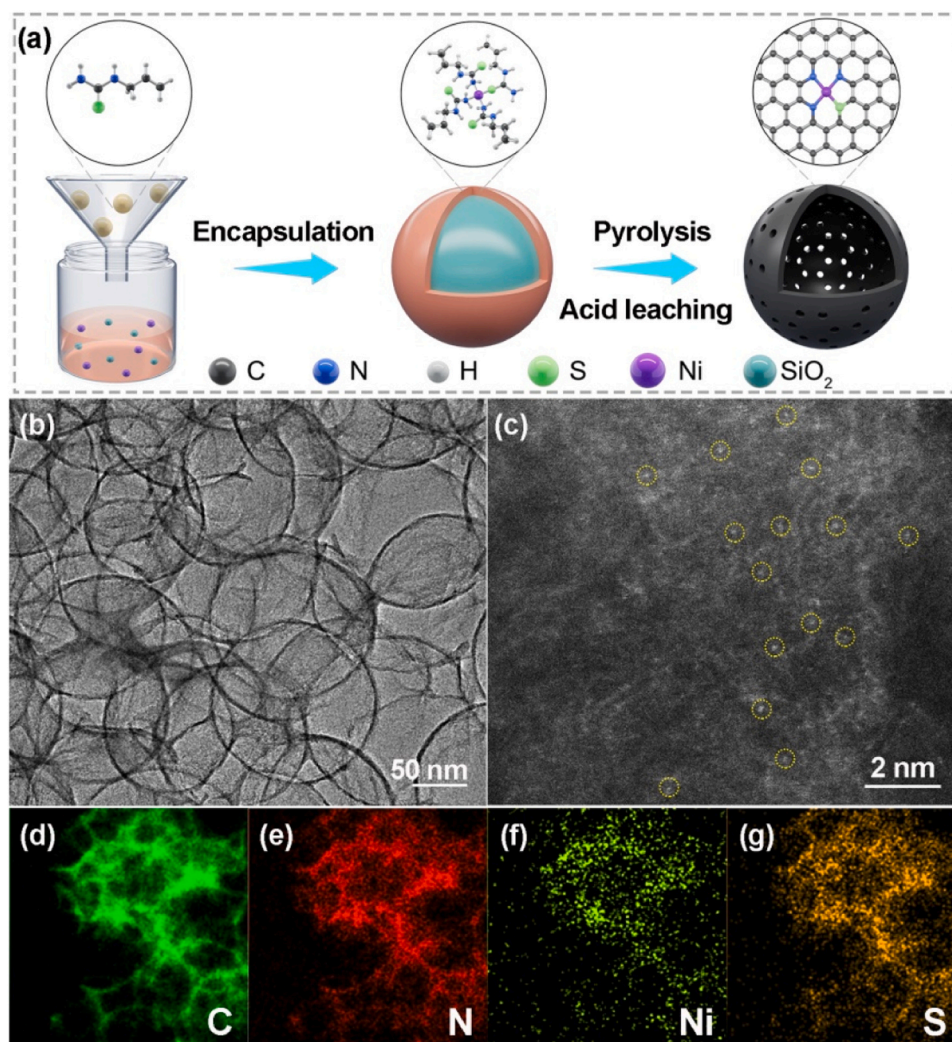 (a)
Encapsulation
Pyrolysis
Acid leaching
C N H S Ni SiO₂
(b)
50 nm
(c)
2 nm
(d)
C
(e)
N
(f)
Ni
(g)
S